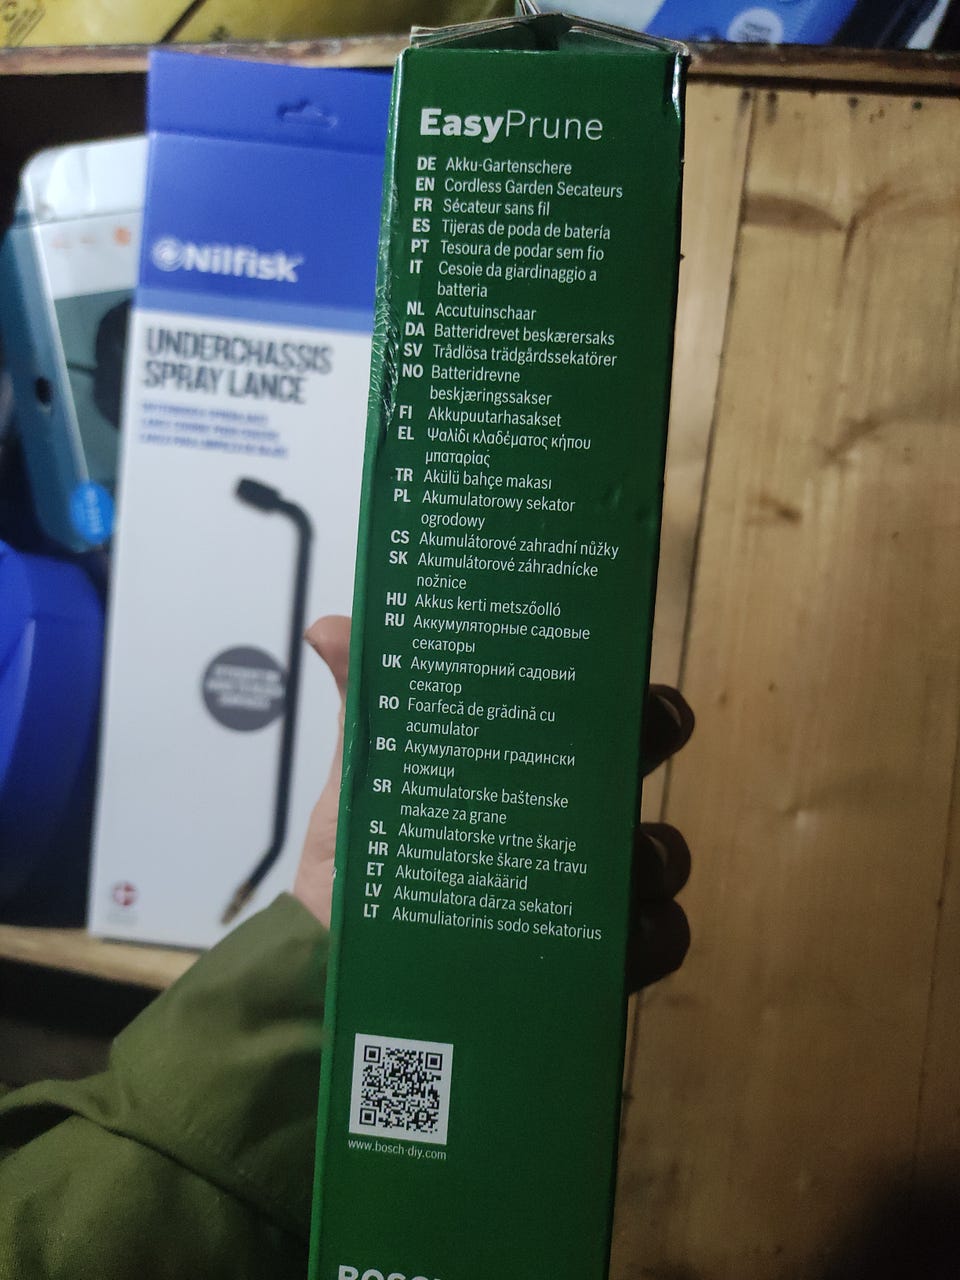 EasyPrune
DE Akku-Gartenschere
EN Cordless Garden Secateurs
FR Sécateur sans fil
ES Tijeras de poda de batería
PT Tesoura de podar sem fio
IT Cesoie da giardinaggio a
batteria
NL Accutuinschaar
DA Batteridrevet beskærersaks
SV Trådlösa trädgårdssekatörer
NO Batteridrevne
beskjæringssakser
FI Akkupuutarhasakset
EL Ψαλίδι κλαδέματος κήπου
μπαταρίας
TR Akülü bahçe makası
PL Akumulatorowy sekator
ogrodowy
CS Akumulátorové zahradní nůžky
SK Akumulátorové záhradnícke
nožnice
HU Akkus kerti metszőolló
RU Аккумуляторные садовые
секаторы
UK Акумуляторний садовий
секатор
RO Foarfecă de grădină cu
acumulator
BG Акумулаторни градински
ножици
SR Akumulatorske baštenske
makaze za grane
SL Akumulatorske vrtne škarje
HR Akumulatorske škare za travu
ET Akutoitega aiakäärid
LV Akumulatora dārza sekatori
LT Akumuliatorinis sodo sekatorius
www.bosch-diy.com
BOSCH
Nilfisk
UNDERCHASSIS
SPRAY LANCE